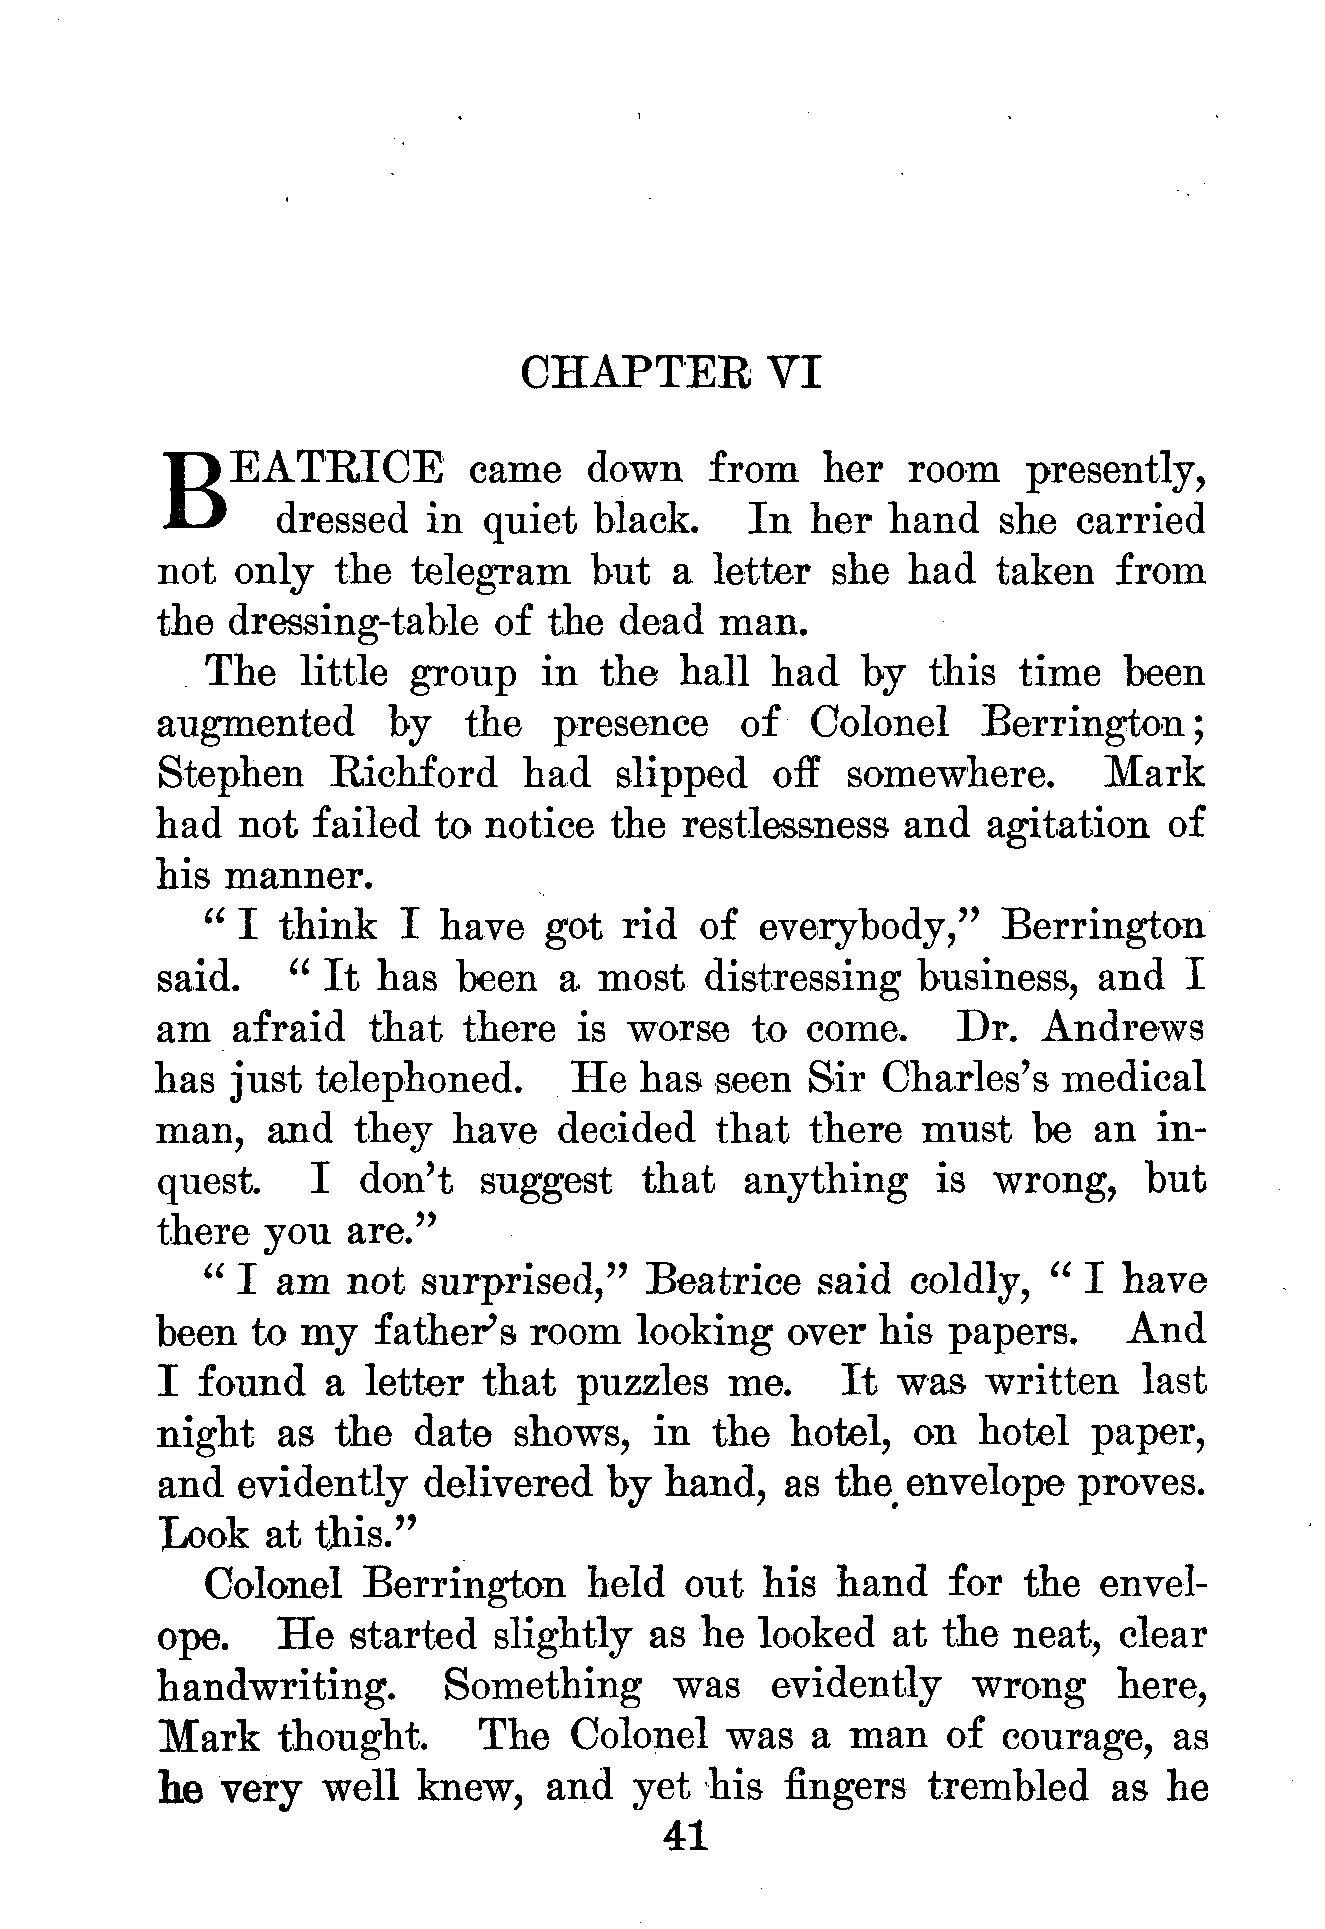 CHAPTER VI
BEATRICE came down from her room presently,
dressed in quiet black. In her hand she carried
not only the telegram but a letter she had taken from
the dressing-table of the dead man.
The little group in the hall had by this time been
augmented by the presence of Colonel Berrington;
Stephen Richford had slipped off somewhere. Mark
had not failed to notice the restlessness and agitation of
his manner.
“I think I have got rid of everybody,” Berrington
said. “It has been a most distressing business, and I
am afraid that there is worse to come. Dr. Andrews
has just telephoned. He has seen Sir Charles’s medical
man, and they have decided that there must be an in-
quest. I don’t suggest that anything is wrong, but
there you are.”
“I am not surprised,” Beatrice said coldly, “I have
been to my father’s room looking over his papers. And
I found a letter that puzzles me. It was written last
night as the date shows, in the hotel, on hotel paper,
and evidently delivered by hand, as the envelope proves.
Look at this.”
Colonel Berrington held out his hand for the envel-
ope. He started slightly as he looked at the neat, clear
handwriting. Something was evidently wrong here,
Mark thought. The Colonel was a man of courage, as
he very well knew, and yet his fingers trembled as he
41